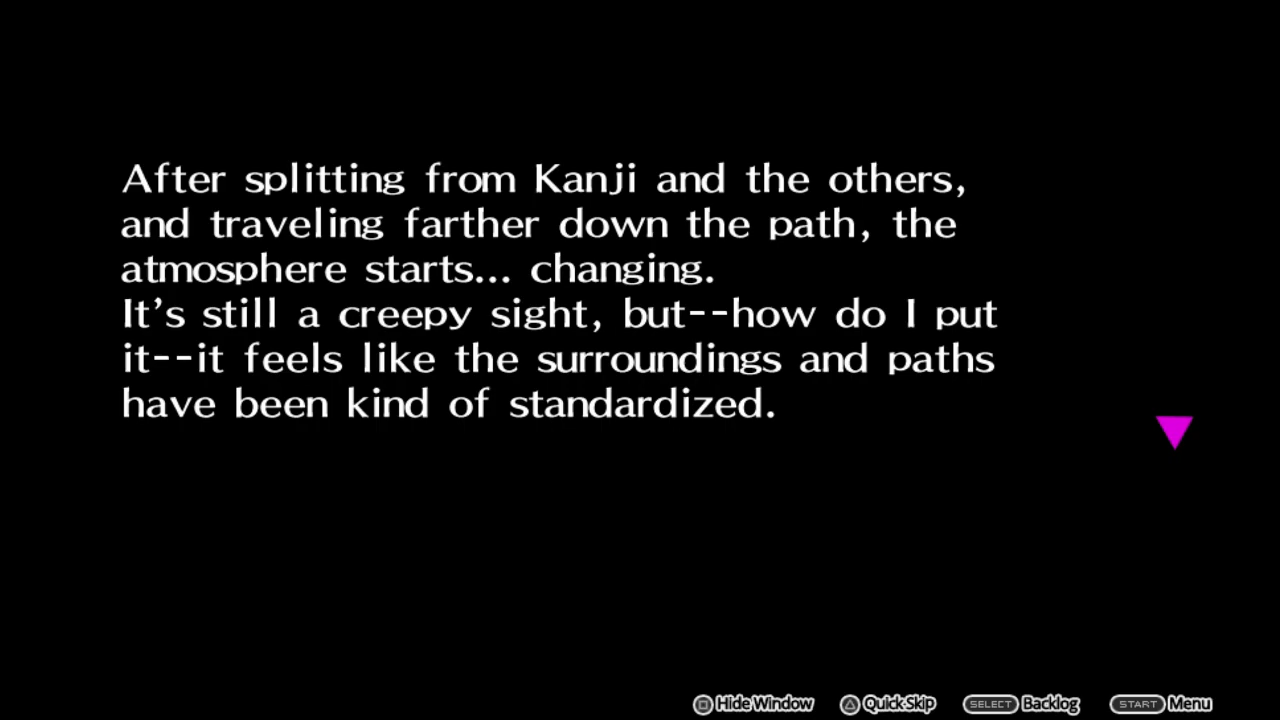 After splitting from Kanji and the others,
and traveling farther down the path, the
atmosphere starts... changing.
It's still a creepy sight, but--how do I put
it--it feels like the surroundings and paths
have been kind of standardized.
Hide Window Quick Skip SELECT Backlog START Menu